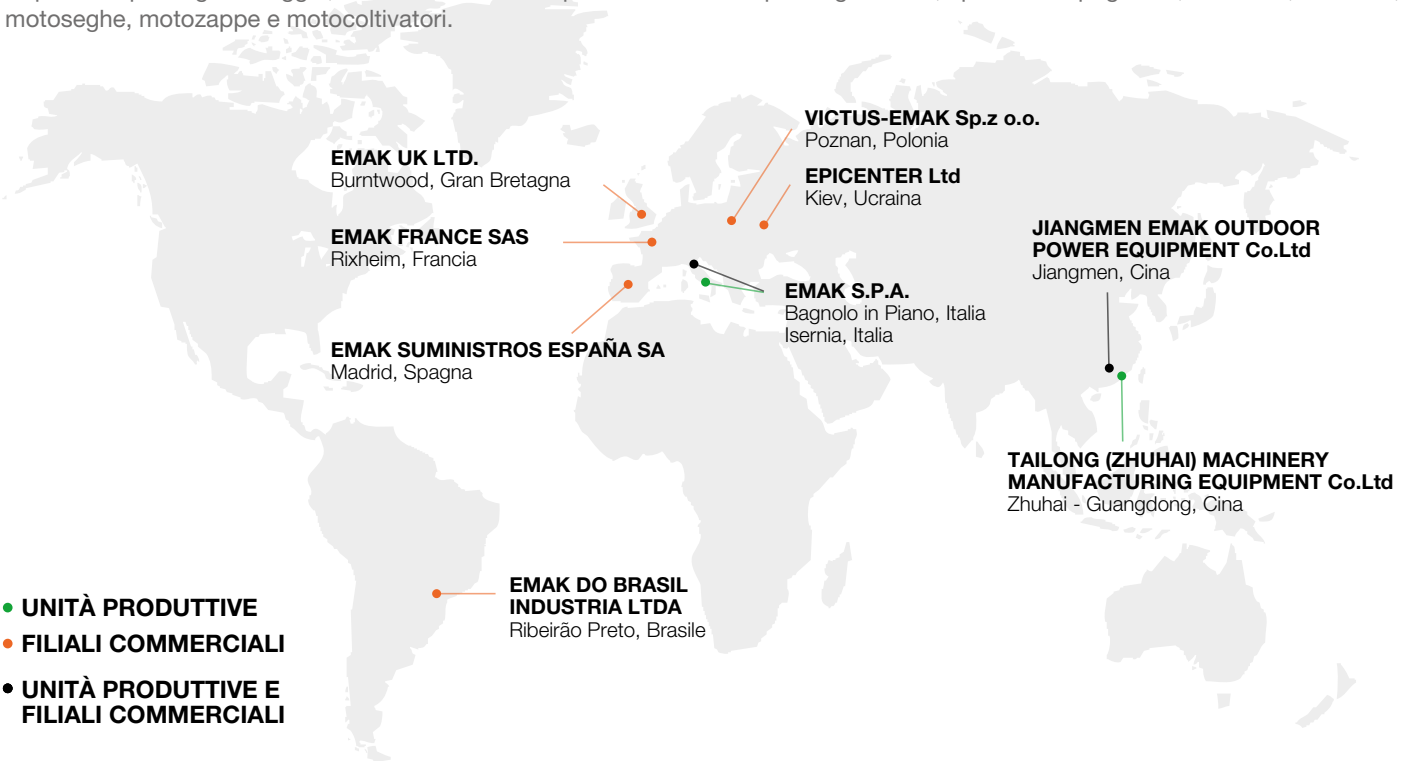 motoseghe, motozappe e motocoltivatori.
VICTUS-EMAK Sp.z o.o.
Poznan, Polonia
EMAK UK LTD.
Burntwood, Gran Bretagna
EPICENTER Ltd
Kiev, Ucraina
EMAK FRANCE SAS
Rixheim, Francia
JIANGMEN EMAK OUTDOOR
POWER EQUIPMENT Co.Ltd
Jiangmen, Cina
EMAK S.P.A.
Bagnolo in Piano, Italia
Isernia, Italia
EMAK SUMINISTROS ESPAÑA SA
Madrid, Spagna
TAILONG (ZHUHAI) MACHINERY
MANUFACTURING EQUIPMENT Co.Ltd
Zhuhai - Guangdong, Cina
EMAK DO BRASIL
INDUSTRIA LTDA
Ribeirão Preto, Brasile
UNITÀ PRODUTTIVE
FILIALI COMMERCIALI
UNITÀ PRODUTTIVE E
FILIALI COMMERCIALI